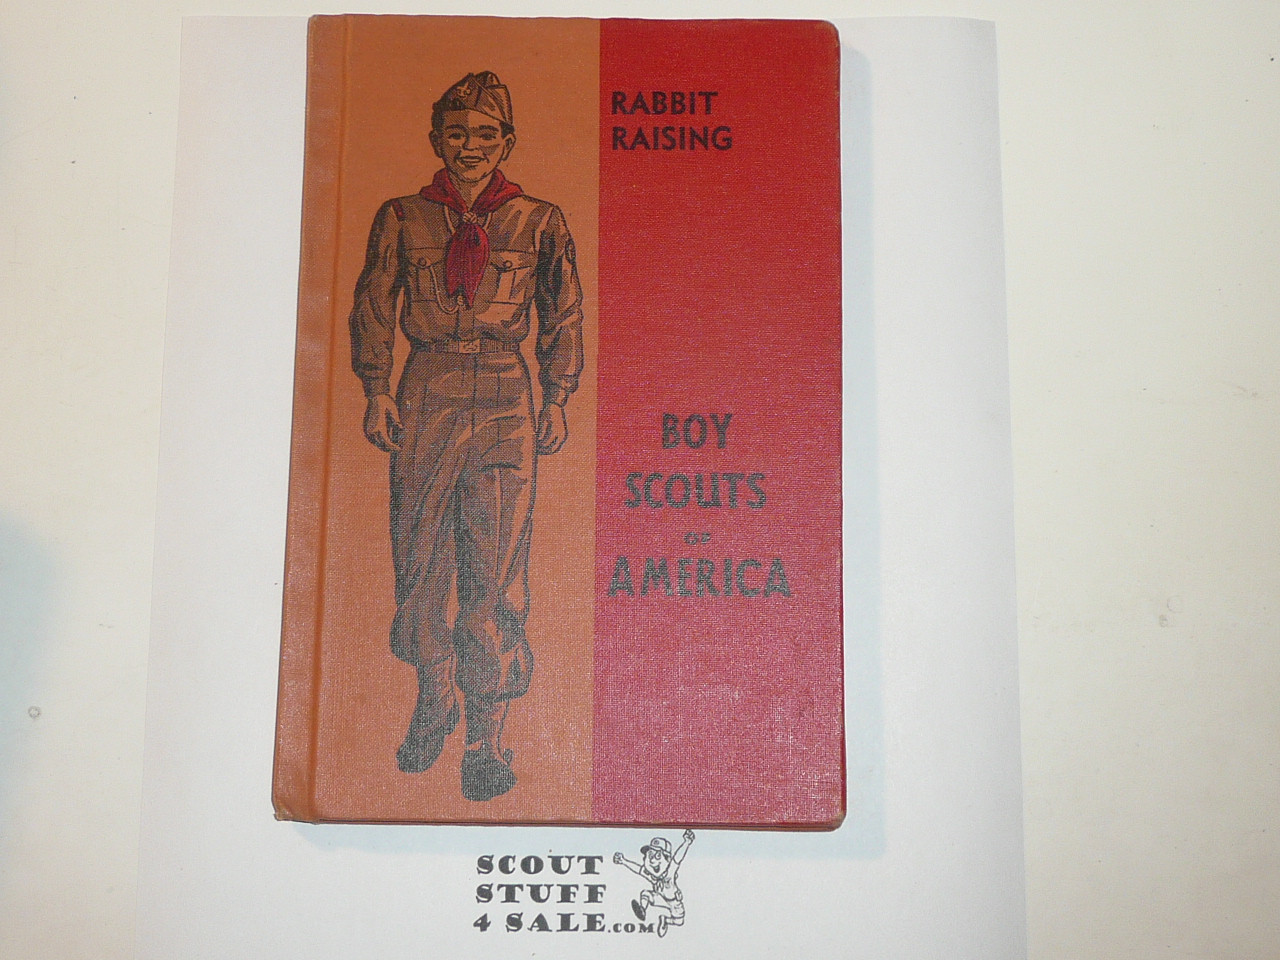 RABBIT
RAISING
BOY
SCOUTS
OF
AMERICA
SCOUT
STUFF
4 SALE.COM